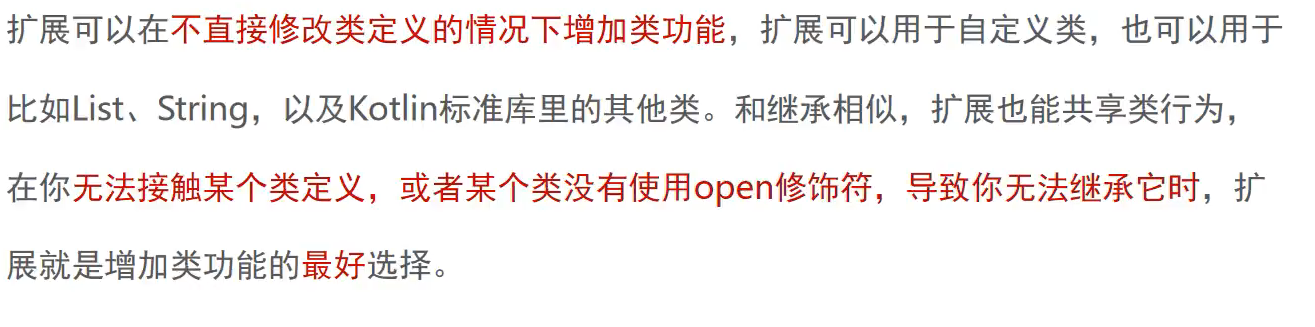 扩展可以在不直接修改类定义的情况下增加类功能，扩展可以用于自定义类，也可以用于
比如List、String，以及Kotlin标准库里的其他类。和继承相似，扩展也能共享类行为，
在你无法接触某个类定义，或者某个类没有使用open修饰符，导致你无法继承它时，扩
展就是增加类功能的最好选择。